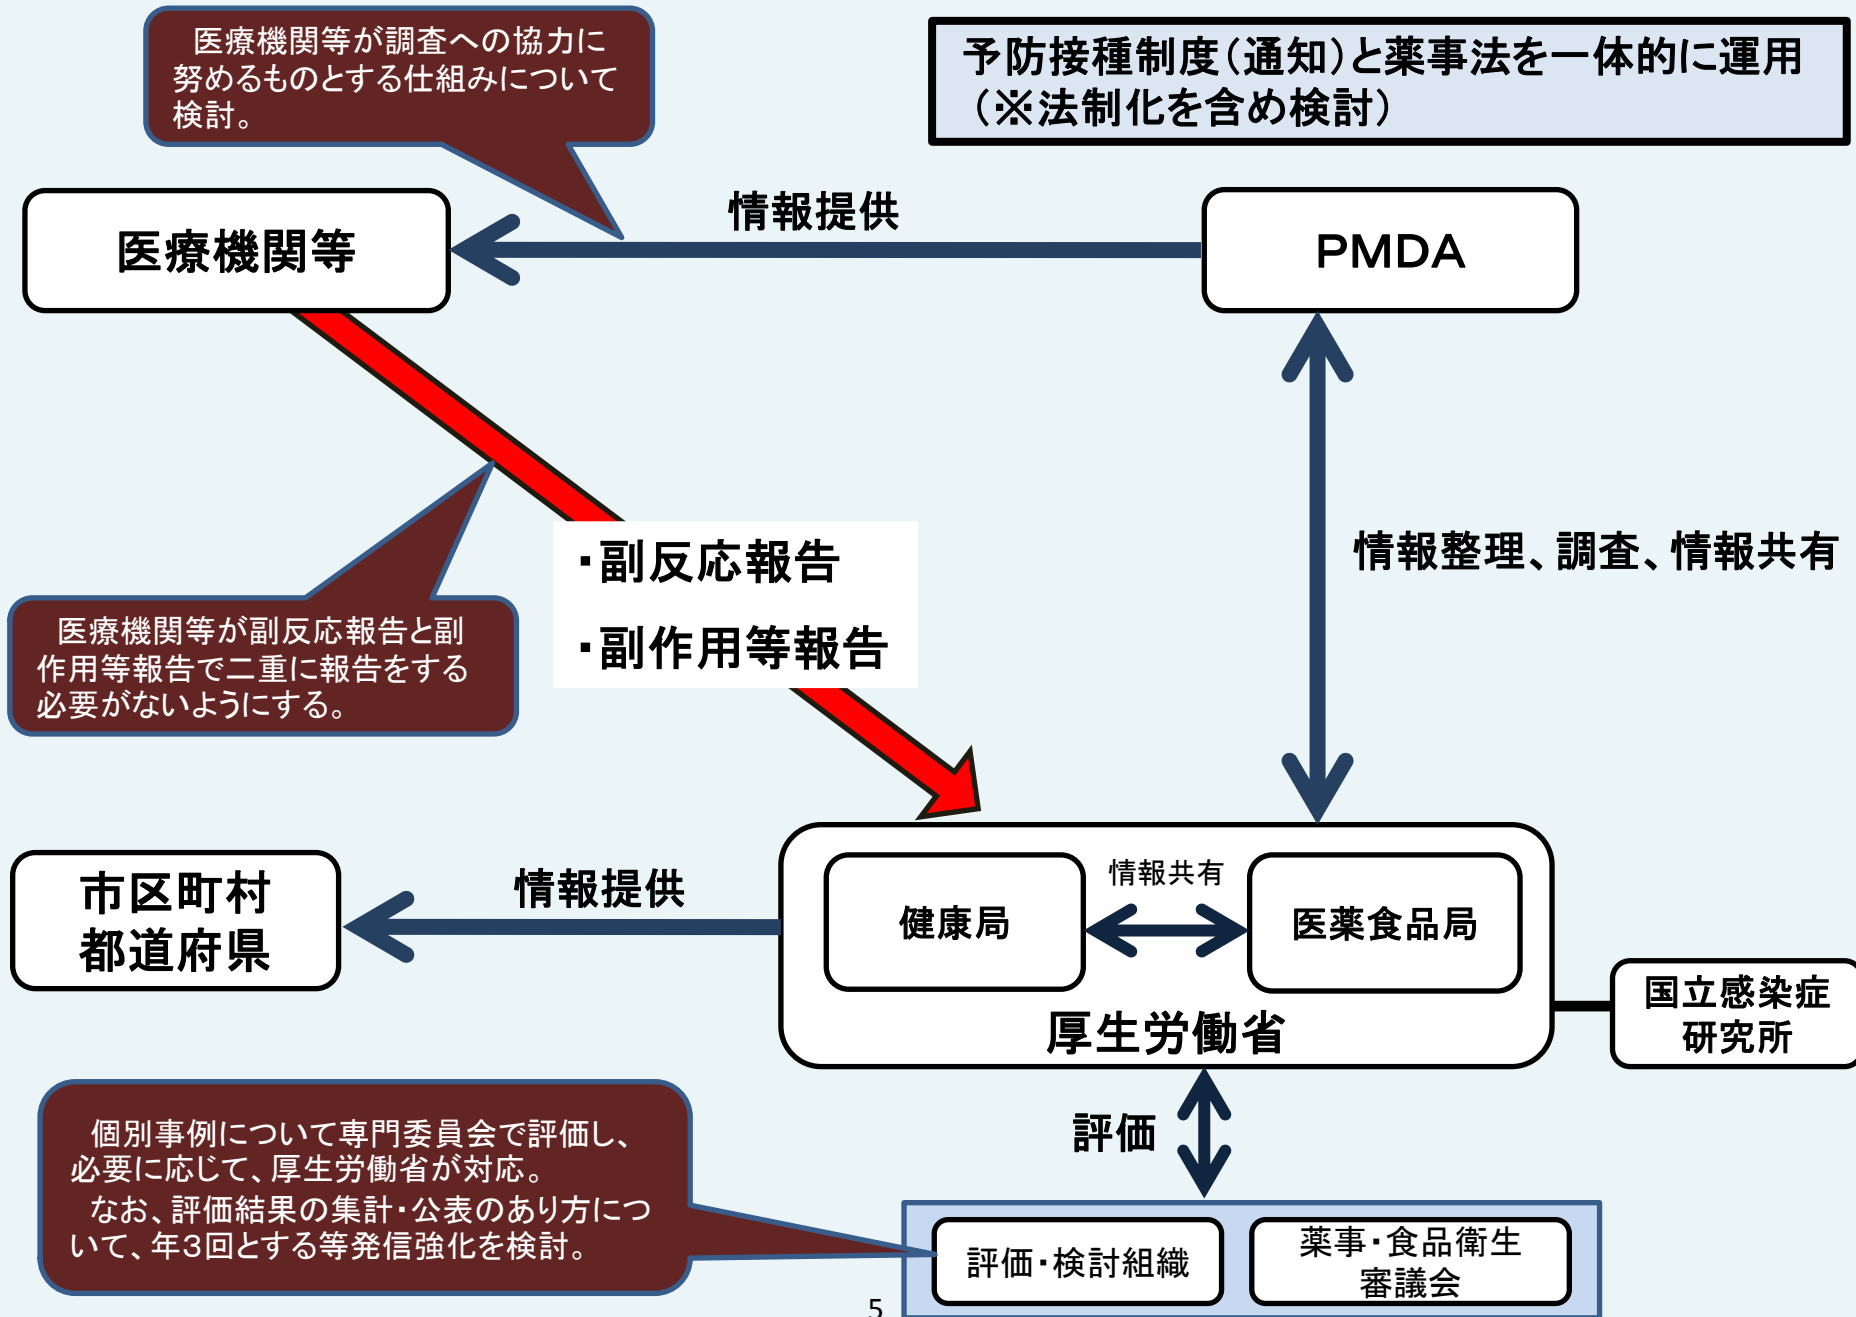 医療機関等が調査への協力に
努めるものとする仕組みについて
検討。
予防接種制度（通知）と薬事法を一体的に運用
（※法制化を含め検討）
情報提供
医療機関等
PMDA
・副反応報告
・副作用等報告
情報整理、調査、情報共有
医療機関等が副反応報告と副
作用等報告で二重に報告をする
必要がないようにする。
市区町村
都道府県
情報提供
情報共有
健康局
医薬食品局
厚生労働省
国立感染症
研究所
評価
個別事例について専門委員会で評価し、
必要に応じて、厚生労働省が対応。
なお、評価結果の集計・公表のあり方につ
いて、年３回とする等発信強化を検討。
評価・検討組織
薬事・食品衛生
審議会
5